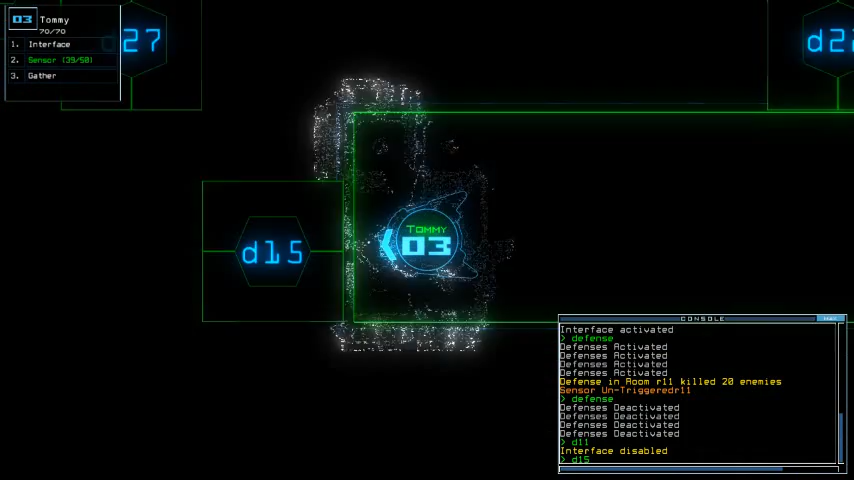 03 Tommy
70/70
1. Interface
2. Sensor (39/50)
3. Gather
d27
d15
TOMMY
03
CONSOLE
Interface activated
> defense
Defenses Activated
Defenses Activated
Defenses Activated
Defenses Activated
Defense in Room r11 killed 20 enemies
Sensor Un-Triggeredr11
> defense
Defenses Deactivated
Defenses Deactivated
Defenses Deactivated
Defenses Deactivated
> d11
Interface disabled
> d15